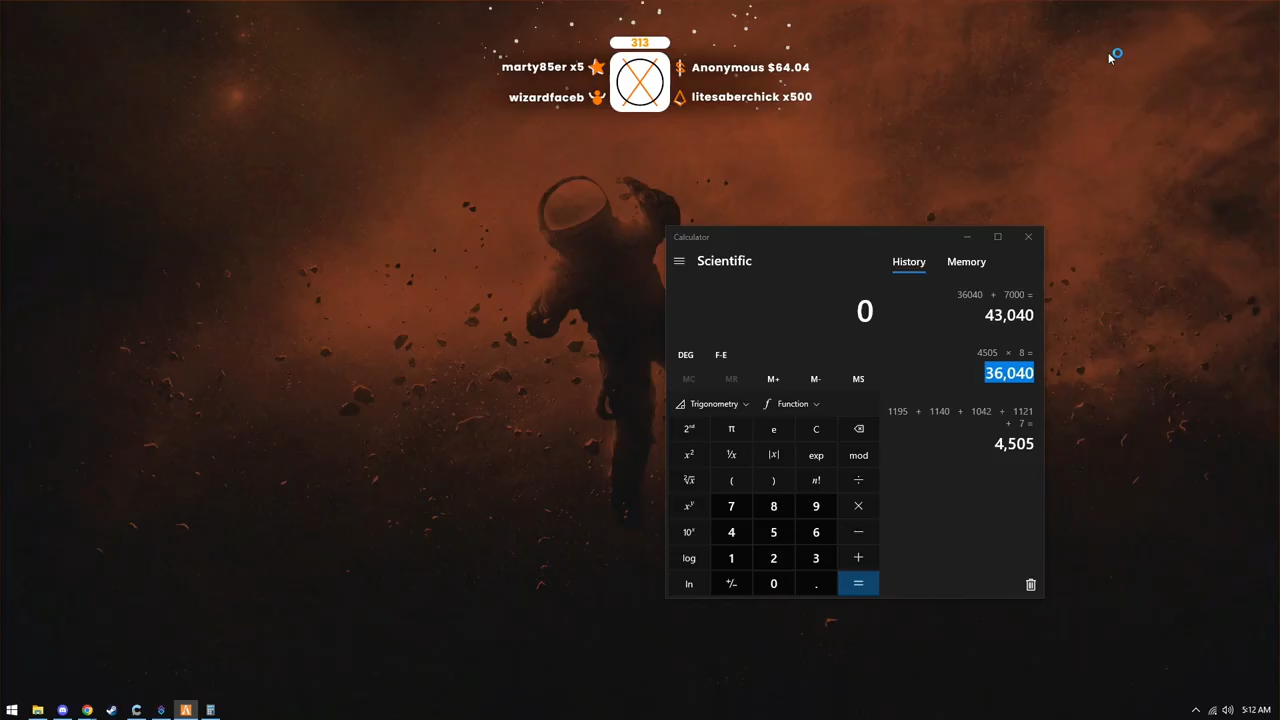 313
marty85er x5
Anonymous $64.04
wizardfaceb
litesaberchick x500
Calculator
Scientific
History
Memory
36040 + 7000 =
43,040
0
4505 × 8 =
36,040
DEG
F-E
MC
MR
M+
M-
MS
1195 + 1140 + 1042 + 1121
+ 7 =
4,505
Trigonometry
Function
2ⁿᵈ
π
e
C
x²
¹/x
|x|
exp
mod
²√x
(
)
n!
÷
xʸ
7
8
9
×
10ˣ
4
5
6
−
log
1
2
3
+
ln
+/−
0
.
=
5:12 AM